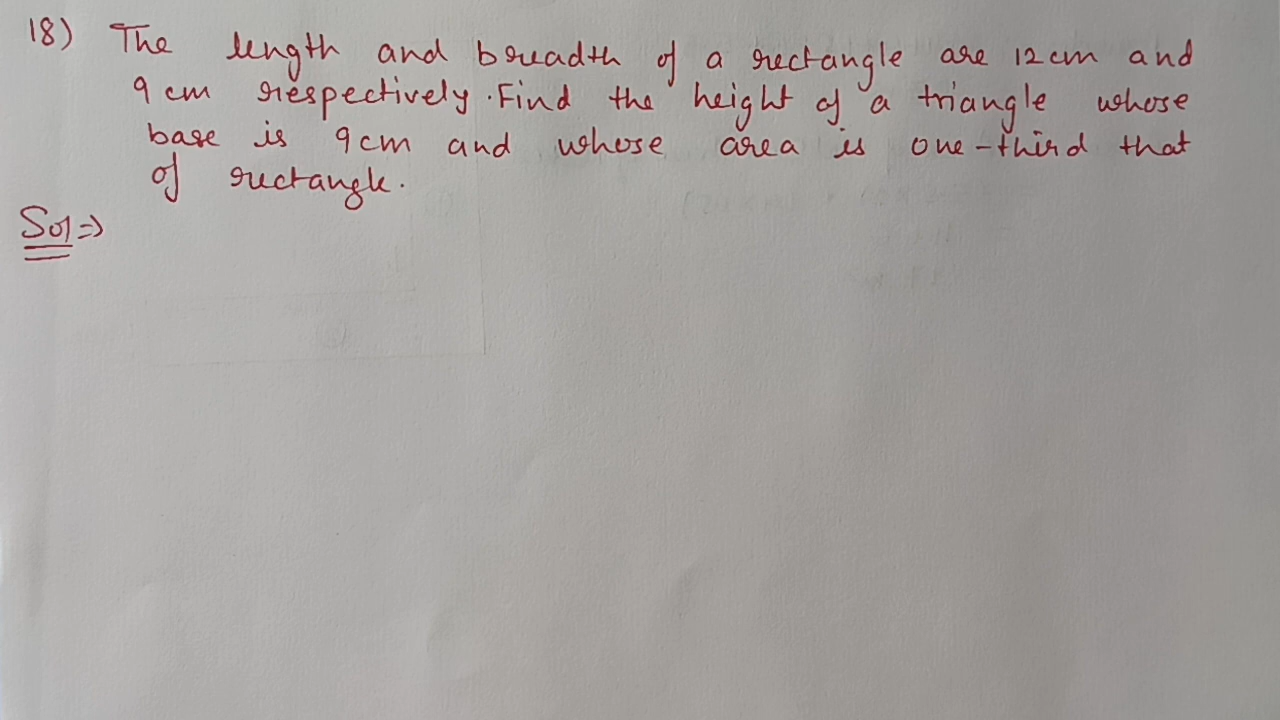 18) The length and breadth of a rectangle are 12 cm and
9 cm respectively. Find the height of a triangle whose
base is 9 cm and whose area is one-third that
of rectangle.
Sol ⇒